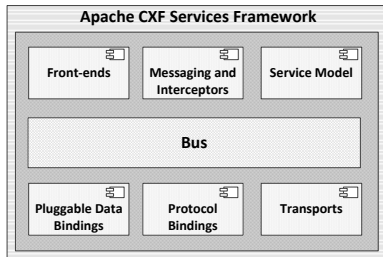 Apache CXF Services Framework
Front-ends
Messaging and
Interceptors
Service Model
Bus
Pluggable Data
Bindings
Protocol
Bindings
Transports